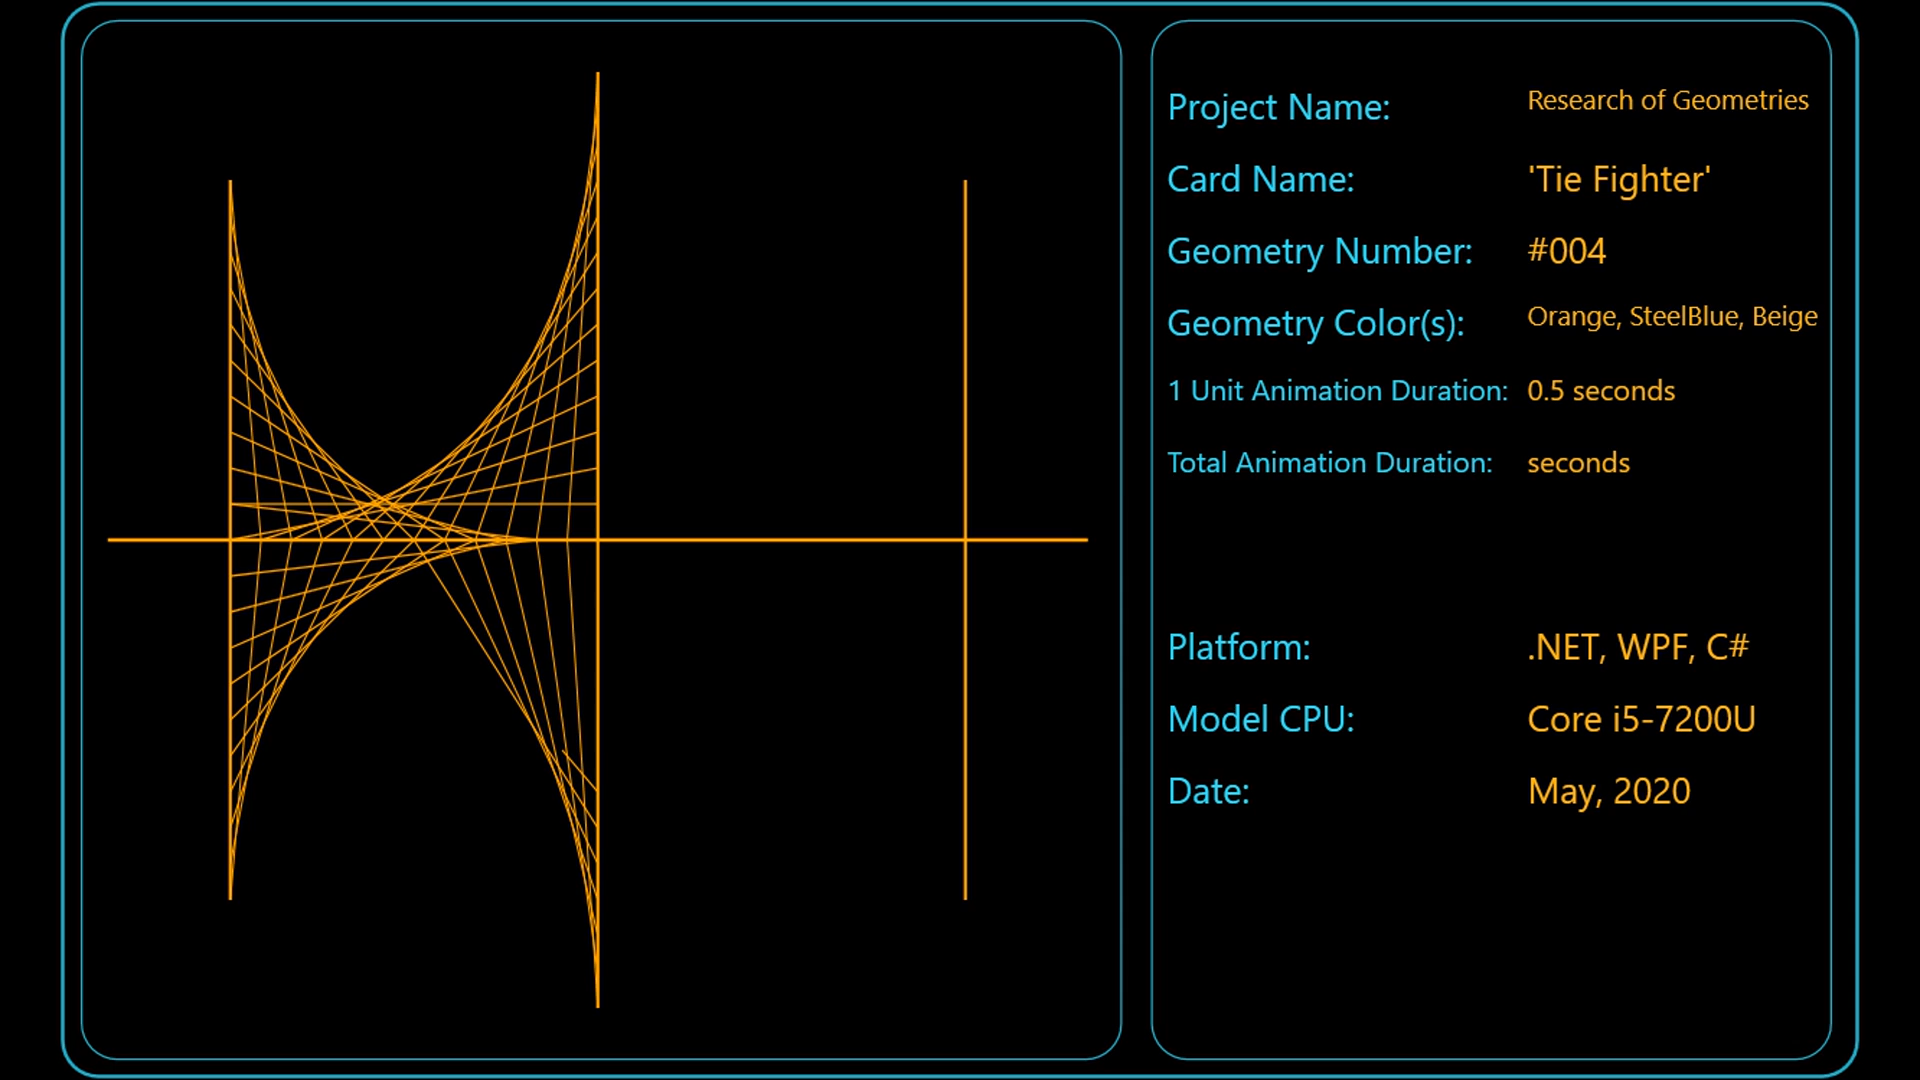 Project Name: Research of Geometries
Card Name: 'Tie Fighter'
Geometry Number: #004
Geometry Color(s): Orange, SteelBlue, Beige
1 Unit Animation Duration: 0.5 seconds
Total Animation Duration: seconds
Platform: .NET, WPF, C#
Model CPU: Core i5-7200U
Date: May, 2020